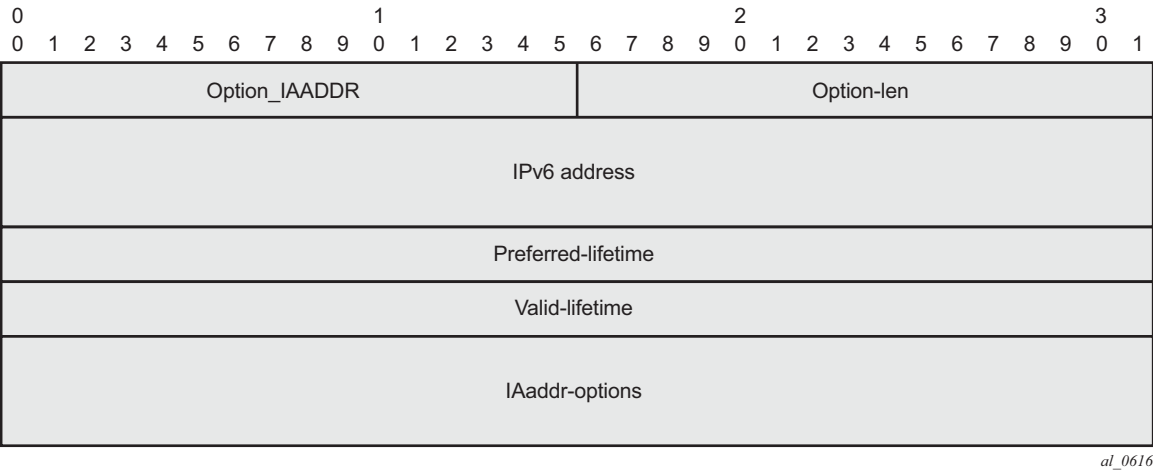 0 1 2 3
0 1 2 3 4 5 6 7 8 9 0 1 2 3 4 5 6 7 8 9 0 1 2 3 4 5 6 7 8 9 0 1
Option_IAADDR Option-len
IPv6 address
Preferred-lifetime
Valid-lifetime
IAaddr-options
al_0616